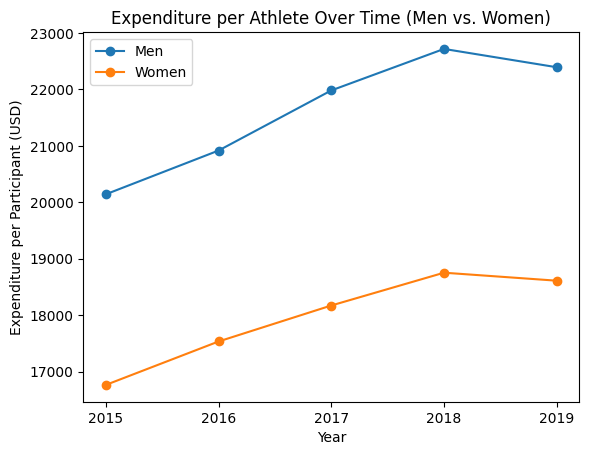 Expenditure per Athlete Over Time (Men vs. Women)
Men
Women
Expenditure per Participant (USD)
23000
22000
21000
20000
19000
18000
17000
2015 2016 2017 2018 2019
Year